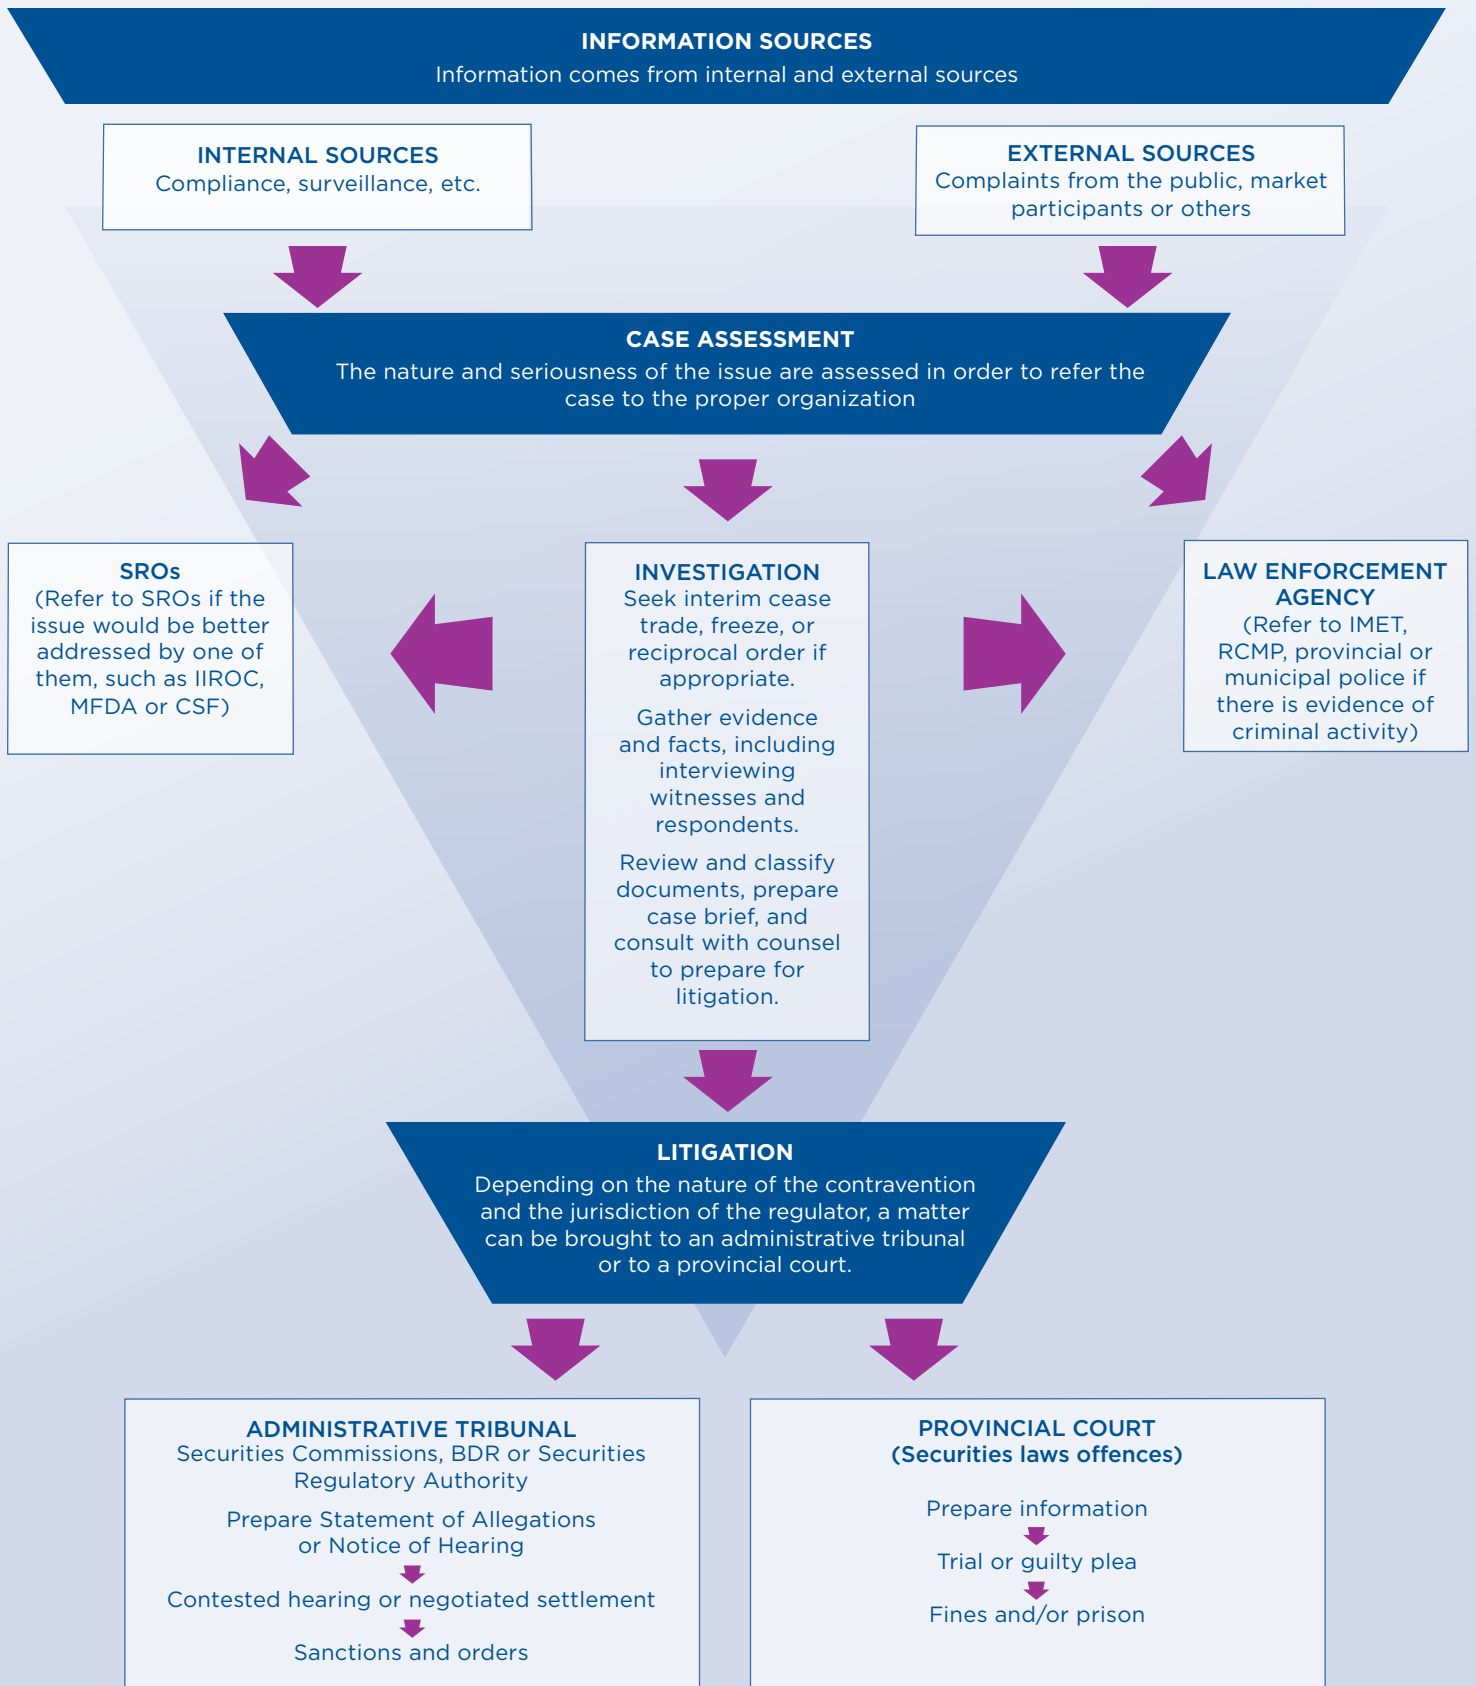 INFORMATION SOURCES
Information comes from internal and external sources
INTERNAL SOURCES
Compliance, surveillance, etc.
EXTERNAL SOURCES
Complaints from the public, market
participants or others
CASE ASSESSMENT
The nature and seriousness of the issue are assessed in order to refer the
case to the proper organization
SROs
(Refer to SROs if the
issue would be better
addressed by one of
them, such as IIROC,
MFDA or CSF)
INVESTIGATION
Seek interim cease
trade, freeze, or
reciprocal order if
appropriate.
Gather evidence
and facts, including
interviewing
witnesses and
respondents.
Review and classify
documents, prepare
case brief, and
consult with counsel
to prepare for
litigation.
LAW ENFORCEMENT
AGENCY
(Refer to IMET,
RCMP, provincial or
municipal police if
there is evidence of
criminal activity)
LITIGATION
Depending on the nature of the contravention
and the jurisdiction of the regulator, a matter
can be brought to an administrative tribunal
or to a provincial court.
ADMINISTRATIVE TRIBUNAL
Securities Commissions, BDR or Securities
Regulatory Authority
Prepare Statement of Allegations
or Notice of Hearing
Contested hearing or negotiated settlement
Sanctions and orders
PROVINCIAL COURT
(Securities laws offences)
Prepare information
Trial or guilty plea
Fines and/or prison